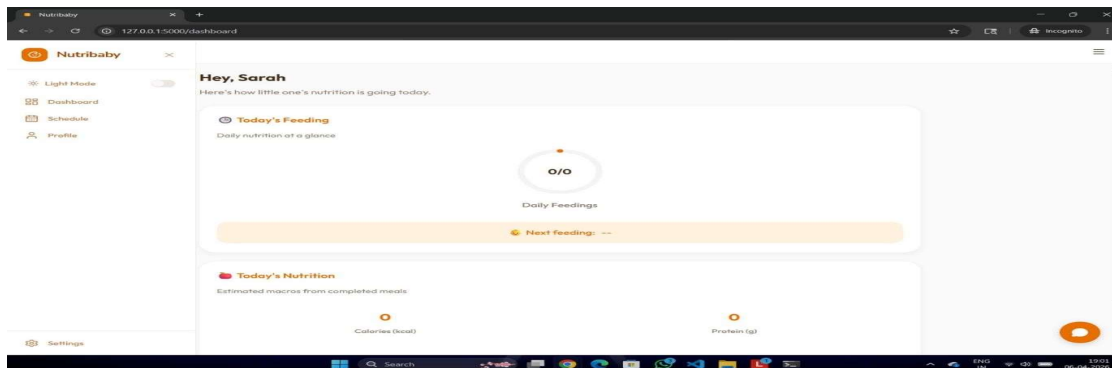 Nutribaby
127.0.0.1:5000/dashboard
Incognito
Nutribaby
Light Mode
Dashboard
Schedule
Profile
Settings
Hey, Sarah
Here's how little one's nutrition is going today.
Today's Feeding
Daily nutrition at a glance
0/0
Daily Feedings
Next feeding: --
Today's Nutrition
Estimated macros from completed meals
0
Calories (kcal)
0
Protein (g)
Search
ENG
IN
19:01
06-04-2026